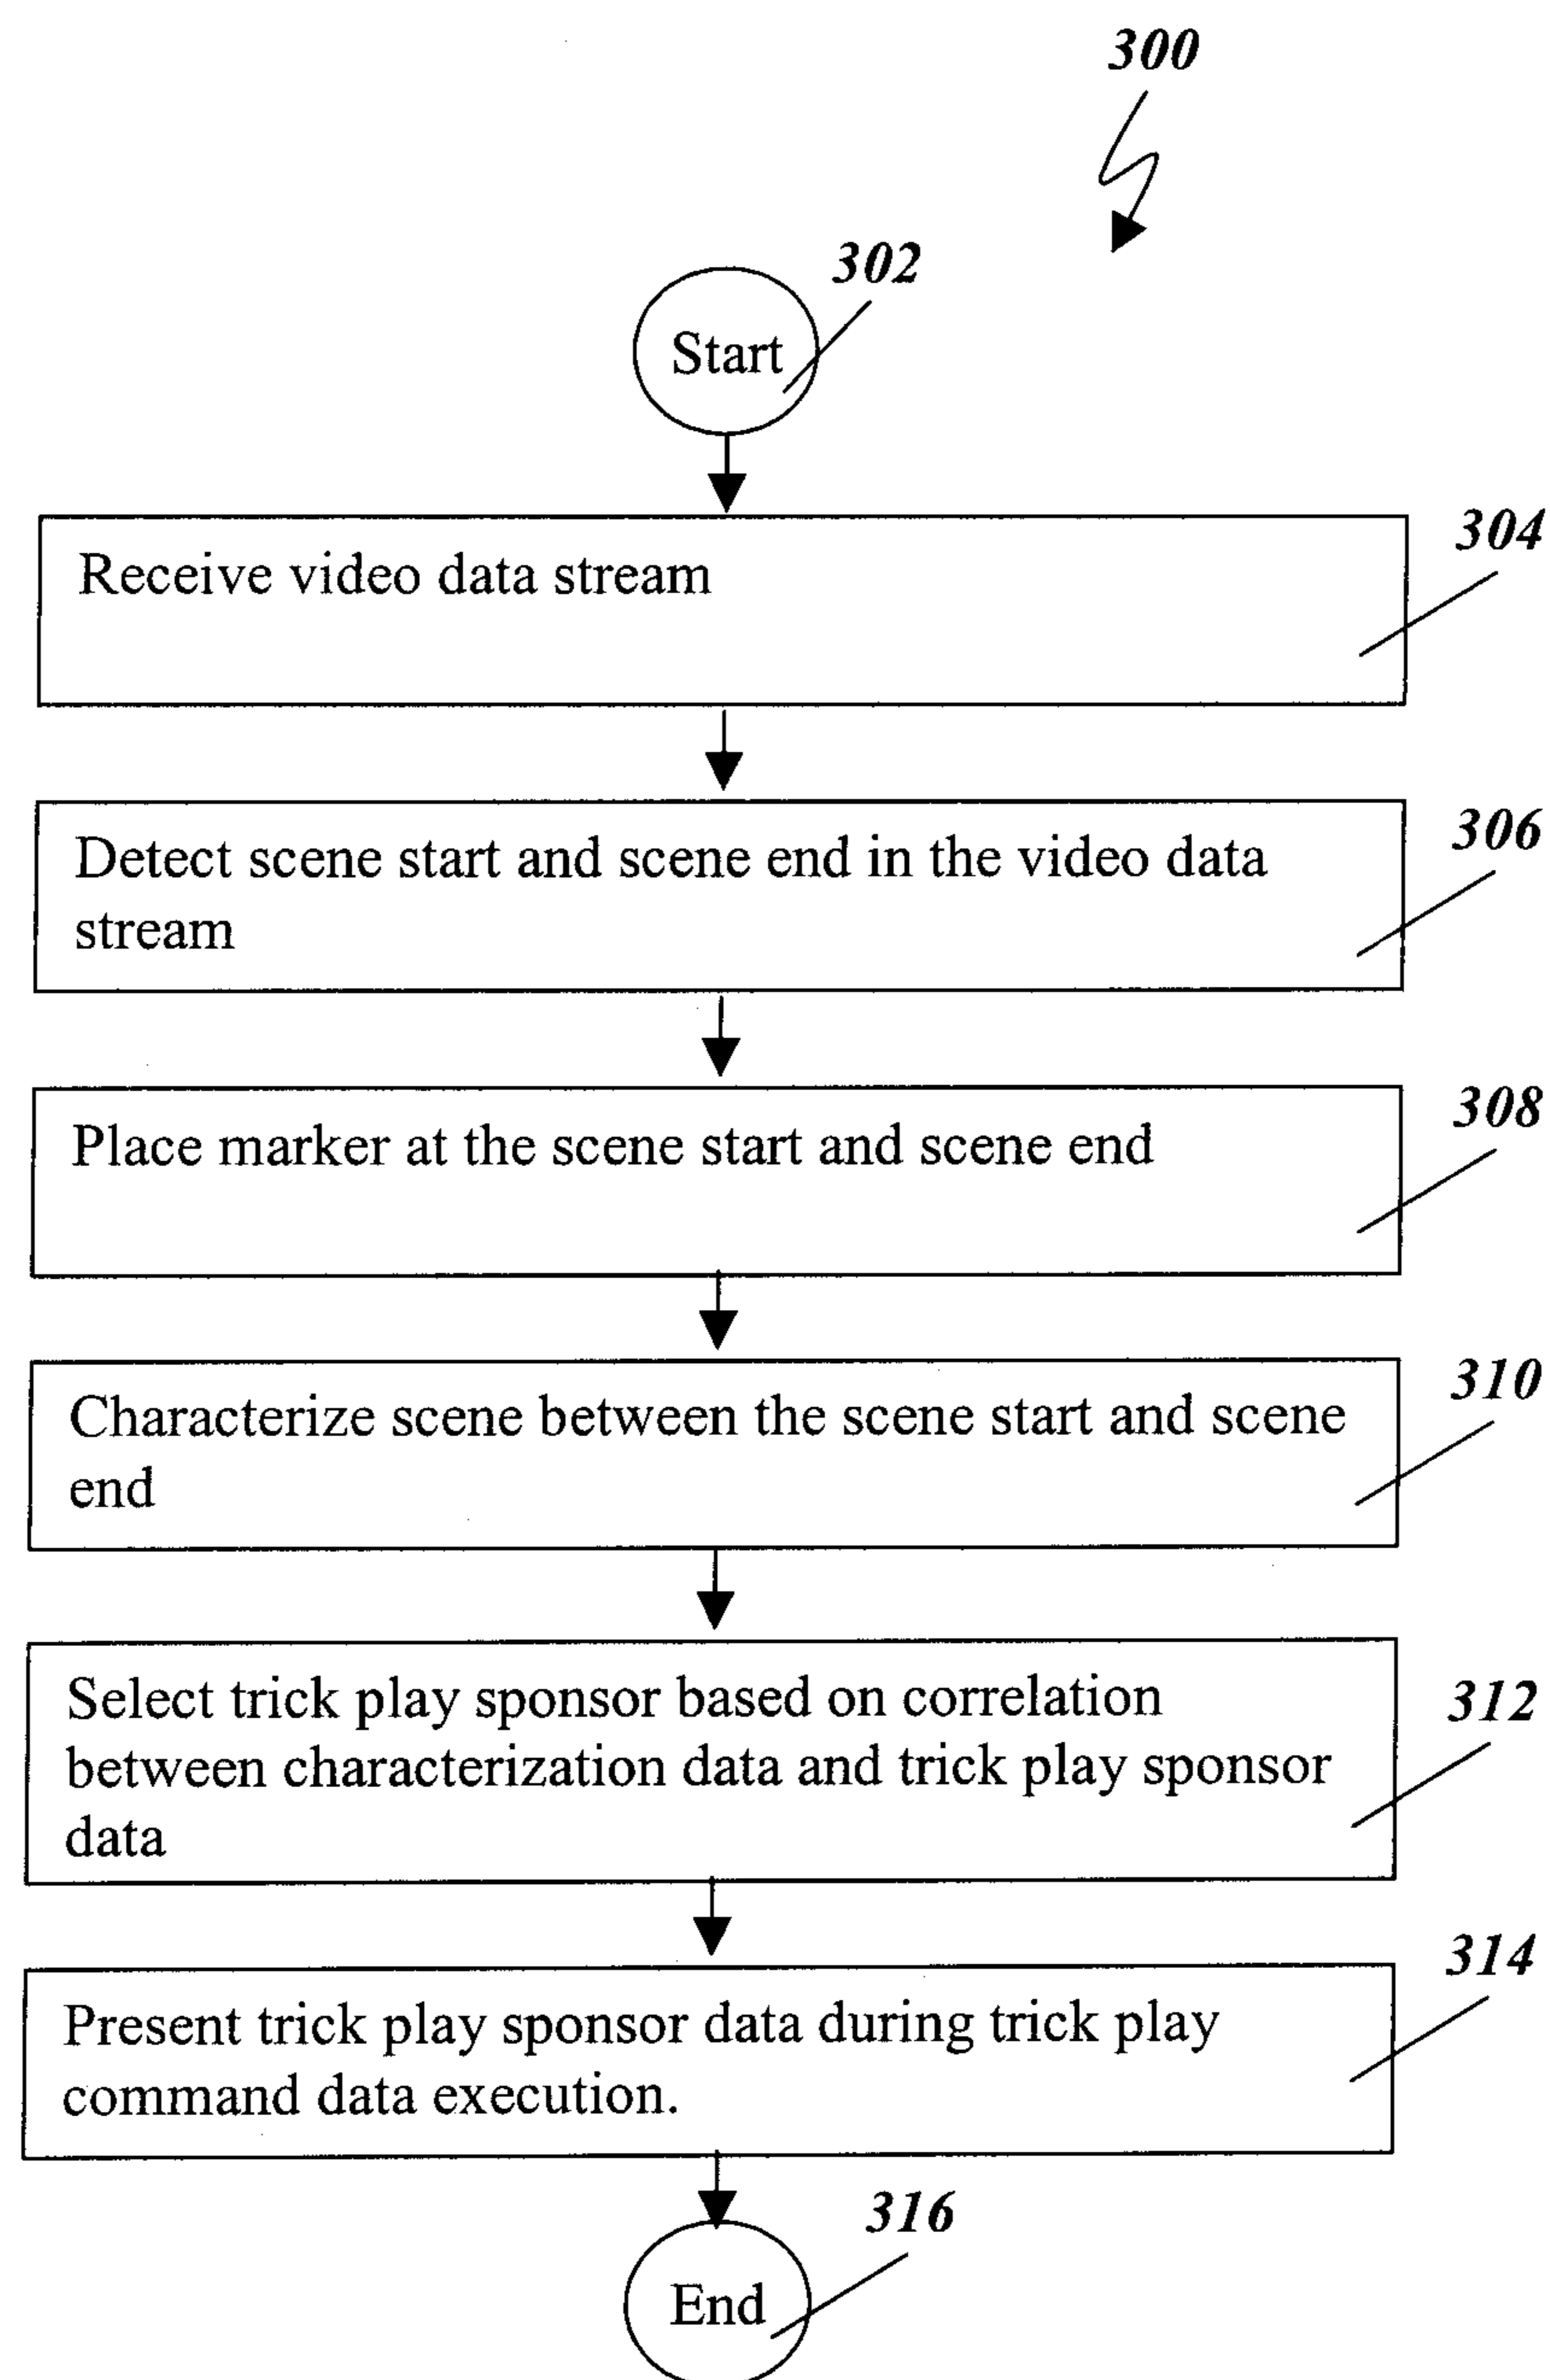 300
302
Start
304
Receive video data stream
306
Detect scene start and scene end in the video data
stream
308
Place marker at the scene start and scene end
310
Characterize scene between the scene start and scene
end
312
Select trick play sponsor based on correlation
between characterization data and trick play sponsor
data
314
Present trick play sponsor data during trick play
command data execution.
316
End